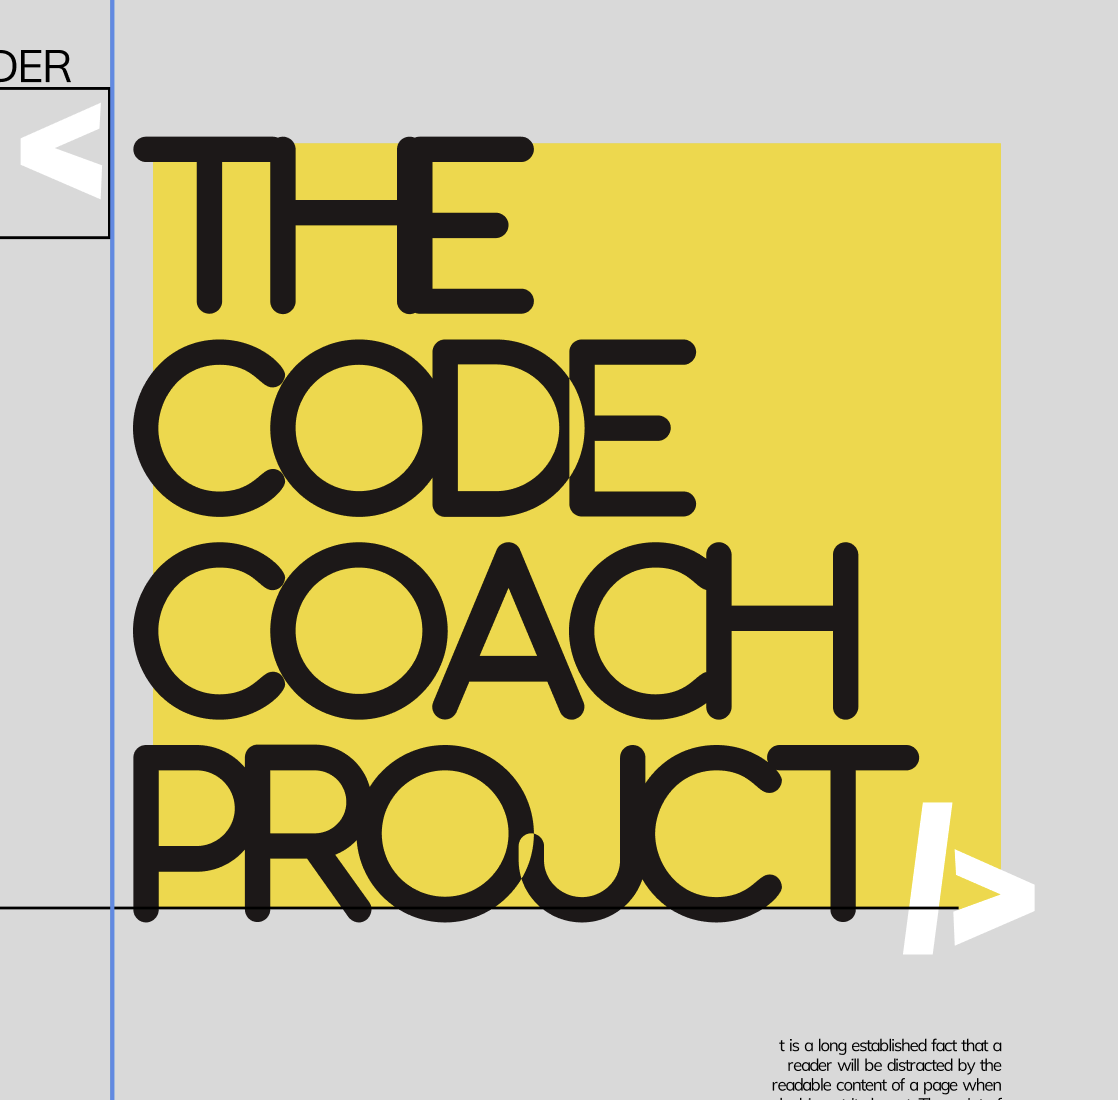 DER
<
THE
CODE
COACH
PROJCT
/>
t is a long established fact that a
reader will be distracted by the
readable content of a page when